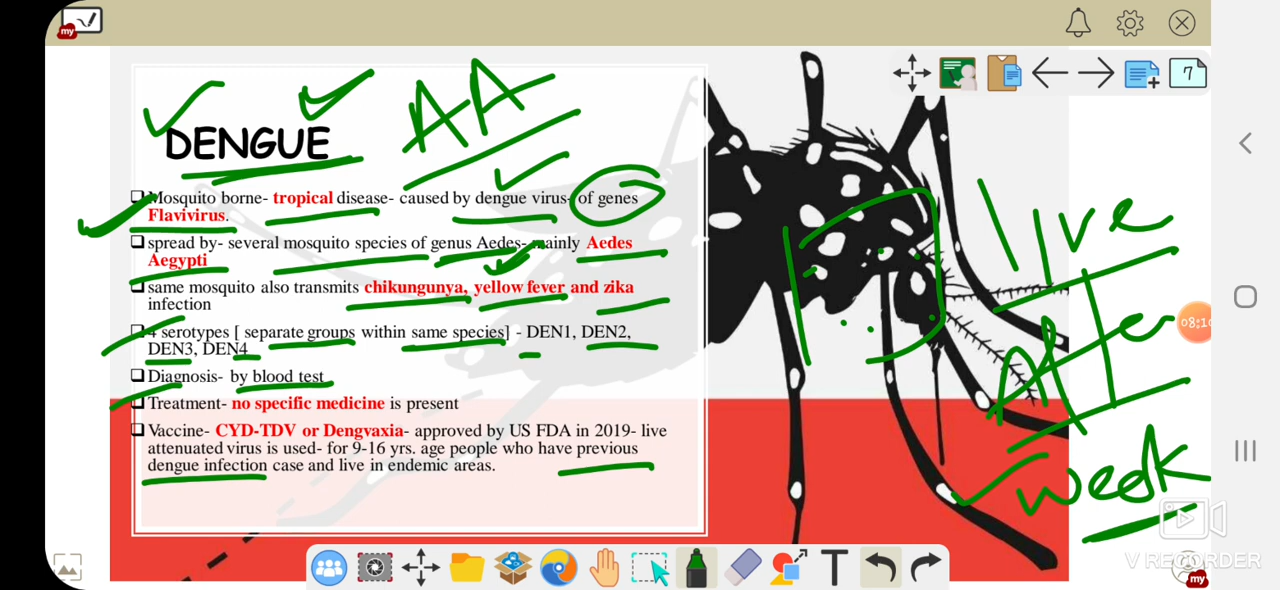 my
7
DENGUE
AA
Mosquito borne- tropical disease- caused by dengue virus- of genes
Flavivirus.
spread by- several mosquito species of genus Aedes- mainly Aedes
Aegypti
same mosquito also transmits chikungunya, yellow fever and zika
infection
4 serotypes [ separate groups within same species] - DEN1, DEN2,
DEN3, DEN4
Diagnosis- by blood test
Treatment- no specific medicine is present
Vaccine- CYD-TDV or Dengvaxia- approved by US FDA in 2019- live
attenuated virus is used- for 9-16 yrs. age people who have previous
dengue infection case and live in endemic areas.
live
After
week
V RECORDER
my